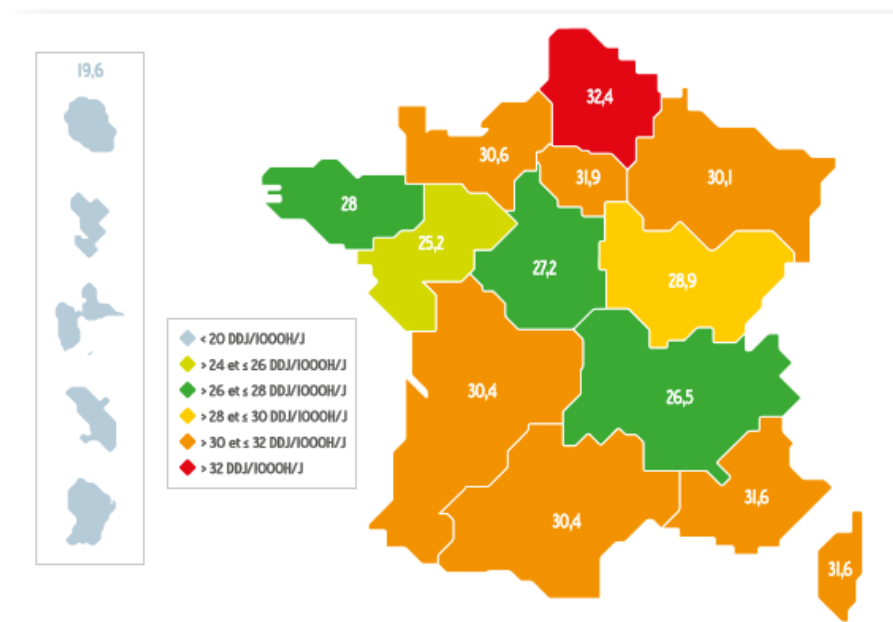 19,6
32,4
30,6
31,9
30,1
28
25,2
27,2
28,9
30,4
26,5
30,4
31,6
31,6
< 20 DDJ/1000H/J
> 24 et ≤ 26 DDJ/1000H/J
> 26 et ≤ 28 DDJ/1000H/J
> 28 et ≤ 30 DDJ/1000H/J
> 30 et ≤ 32 DDJ/1000H/J
> 32 DDJ/1000H/J